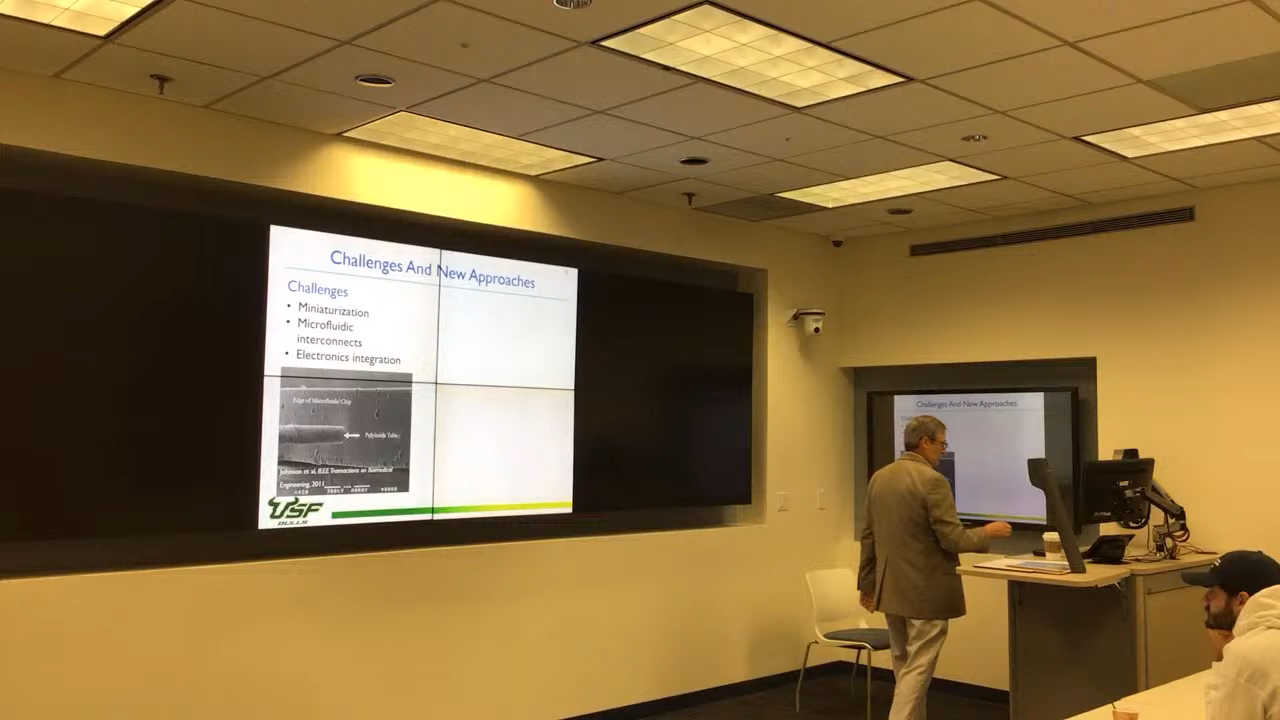 Challenges And New Approaches
Challenges
• Miniaturization
• Microfluidic
interconnects
• Electronics integration
Edge of Microfluidic Chip
Polyimide Tube
Johnson et al, IEEE Transactions on Biomedical
Engineering, 2011
USF
BULLS
Challenges And New Approaches